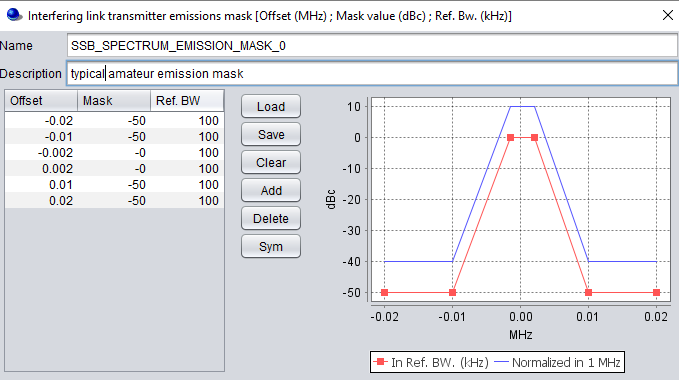 Interfering link transmitter emissions mask [Offset (MHz) ; Mask value (dBc) ; Ref. Bw. (kHz)]
Name SSB_SPECTRUM_EMISSION_MASK_0
Description typical amateur emission mask
Offset Mask Ref. BW
-0.02 -50 100
-0.01 -50 100
-0.002 -0 100
0.002 -0 100
0.01 -50 100
0.02 -50 100
Load
Save
Clear
Add
Delete
Sym
10
0
-10
-20
-30
-40
-50
dBc
-0.02 -0.01 0.00 0.01 0.02
MHz
In Ref. BW. (kHz) Normalized in 1 MHz